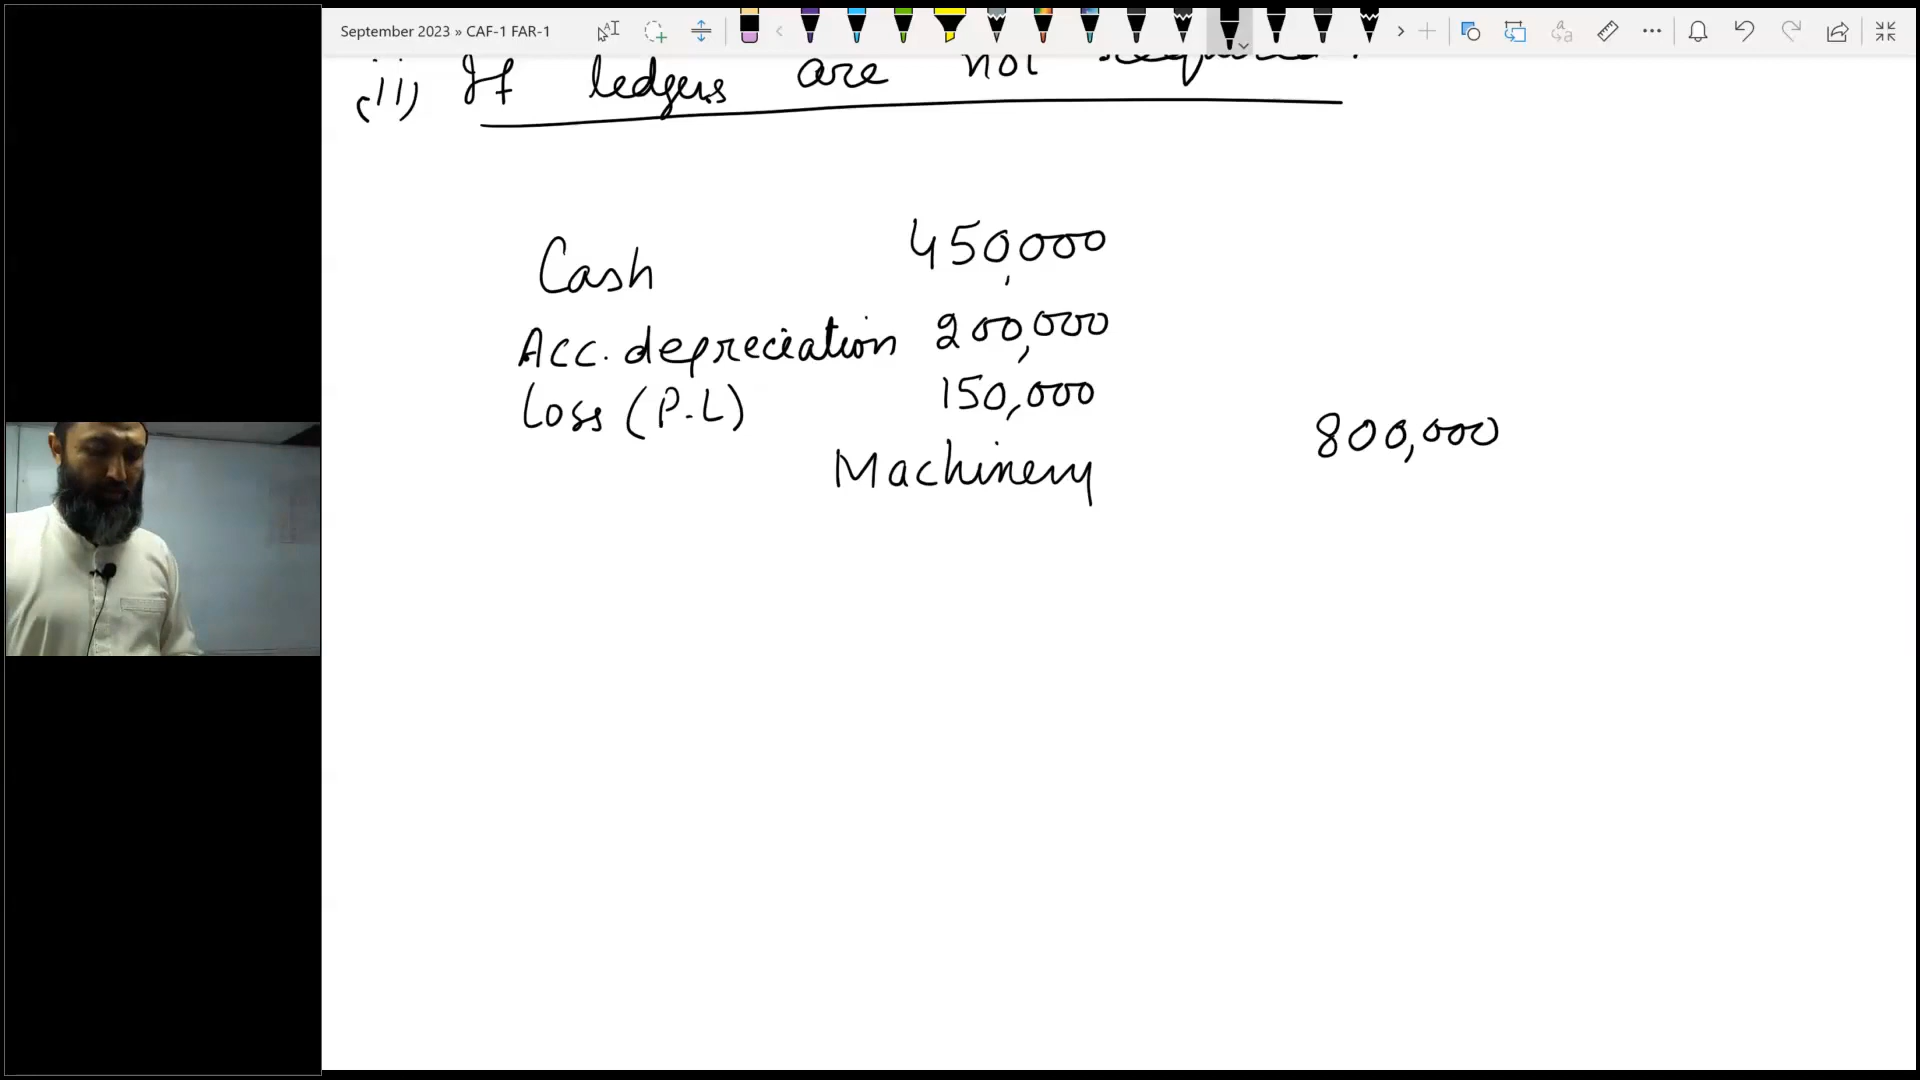 September 2023 » CAF-1 FAR-1
(ii) If ledgers are not required.
Cash 450,000
Acc. depreciation 200,000
Loss (P.L) 150,000
Machinery 800,000